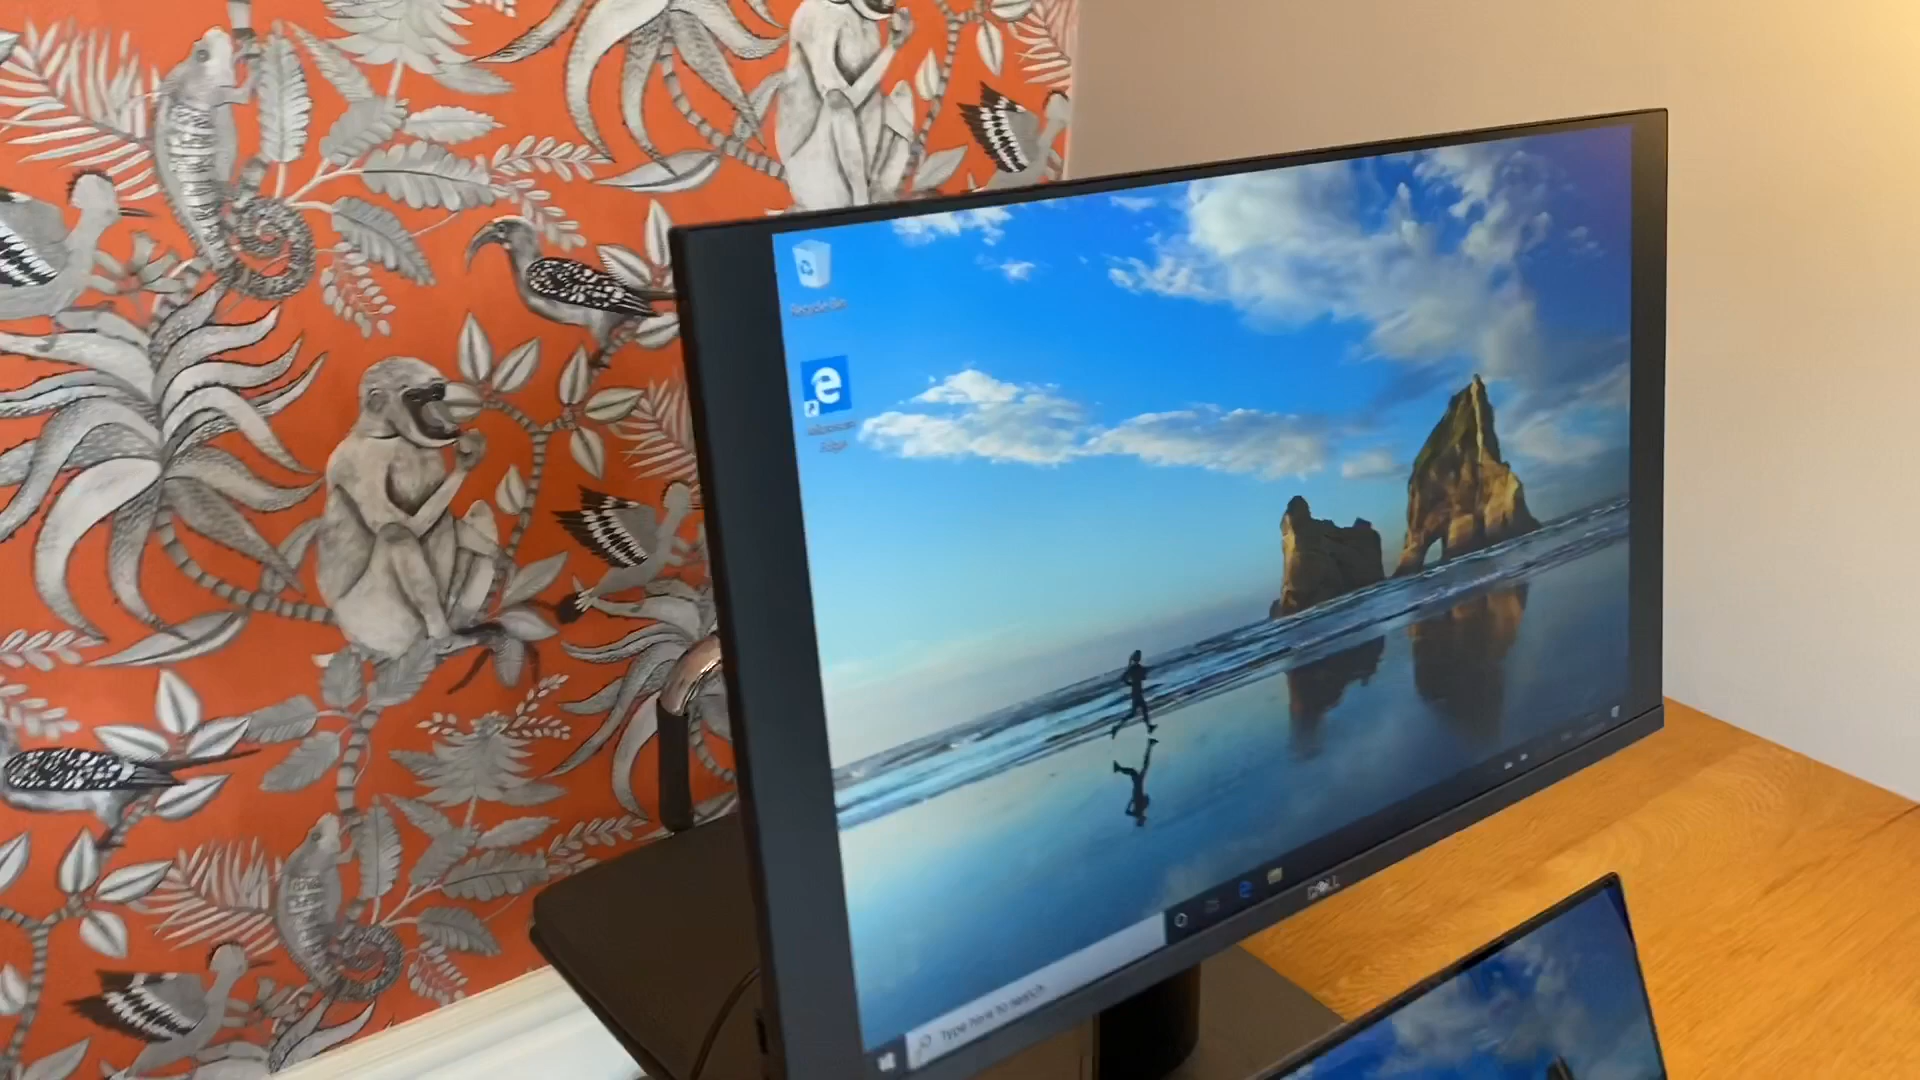 Recycle Bin
Microsoft
Edge
DELL
Type here to search